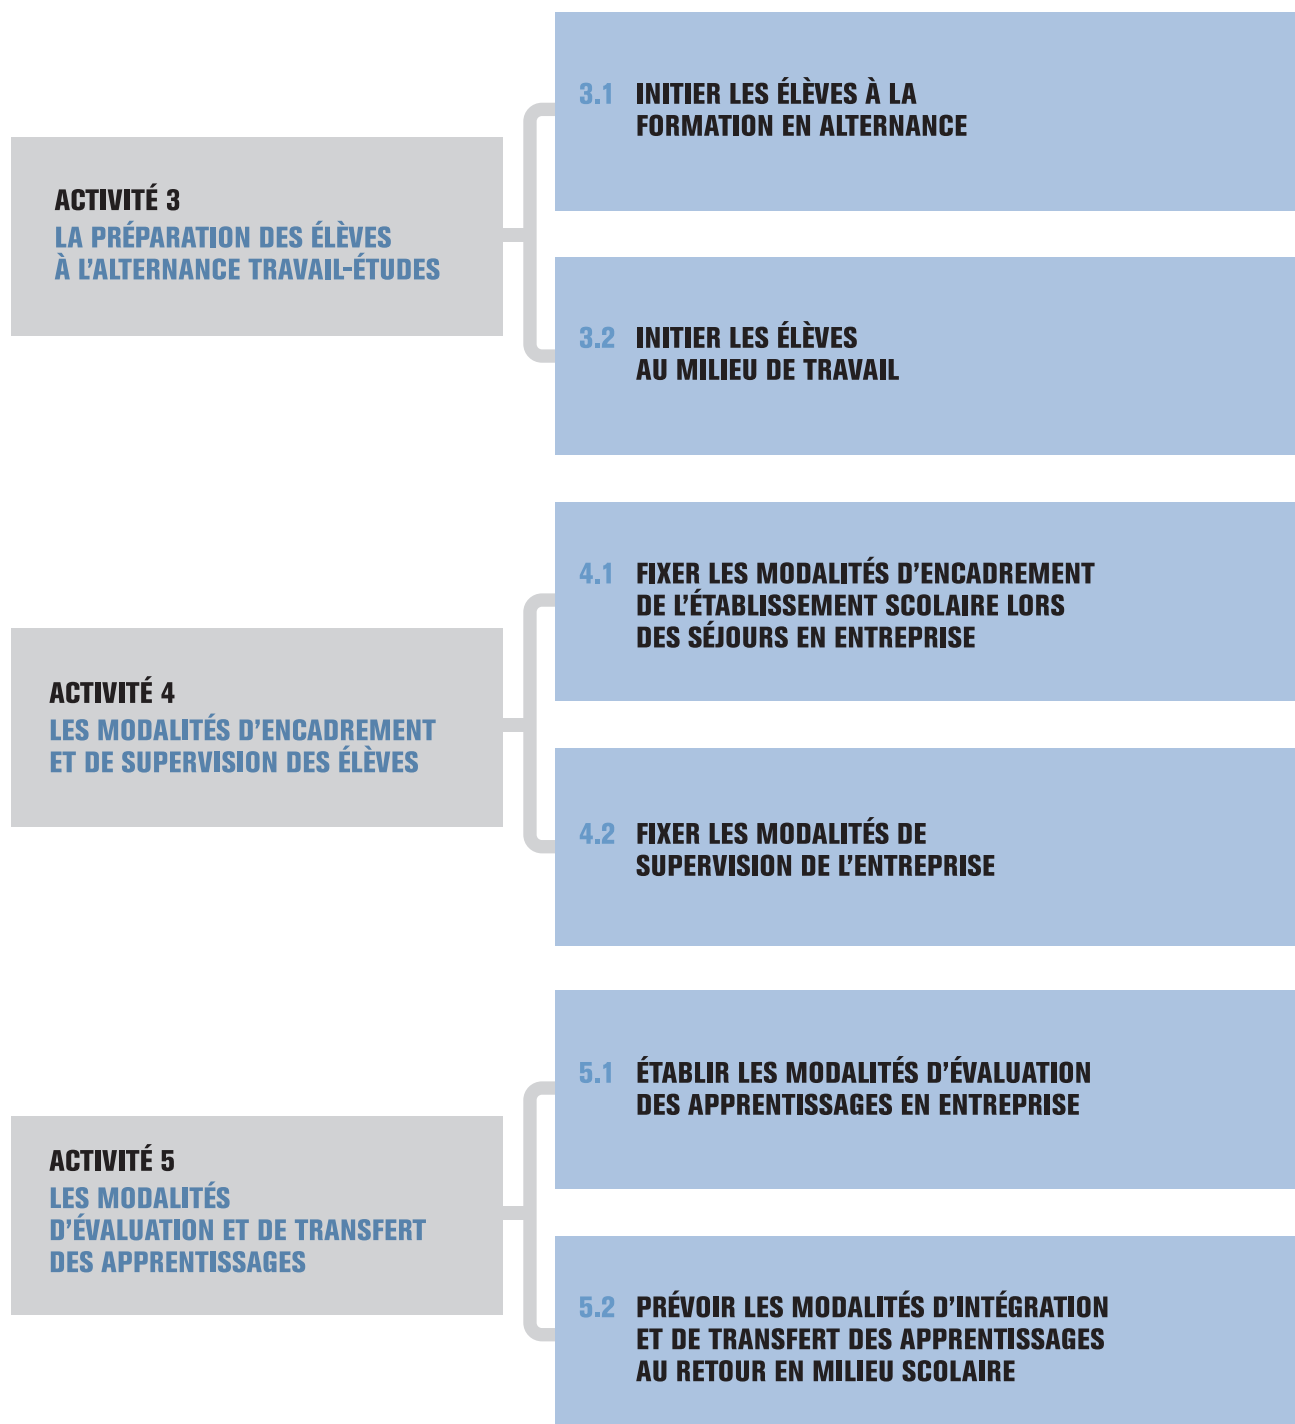 ACTIVITÉ 3
LA PRÉPARATION DES ÉLÈVES
À L’ALTERNANCE TRAVAIL-ÉTUDES
3.1 INITIER LES ÉLÈVES À LA
FORMATION EN ALTERNANCE
3.2 INITIER LES ÉLÈVES
AU MILIEU DE TRAVAIL
ACTIVITÉ 4
LES MODALITÉS D’ENCADREMENT
ET DE SUPERVISION DES ÉLÈVES
4.1 FIXER LES MODALITÉS D’ENCADREMENT
DE L’ÉTABLISSEMENT SCOLAIRE LORS
DES SÉJOURS EN ENTREPRISE
4.2 FIXER LES MODALITÉS DE
SUPERVISION DE L’ENTREPRISE
ACTIVITÉ 5
LES MODALITÉS
D’ÉVALUATION ET DE TRANSFERT
DES APPRENTISSAGES
5.1 ÉTABLIR LES MODALITÉS D’ÉVALUATION
DES APPRENTISSAGES EN ENTREPRISE
5.2 PRÉVOIR LES MODALITÉS D’INTÉGRATION
ET DE TRANSFERT DES APPRENTISSAGES
AU RETOUR EN MILIEU SCOLAIRE